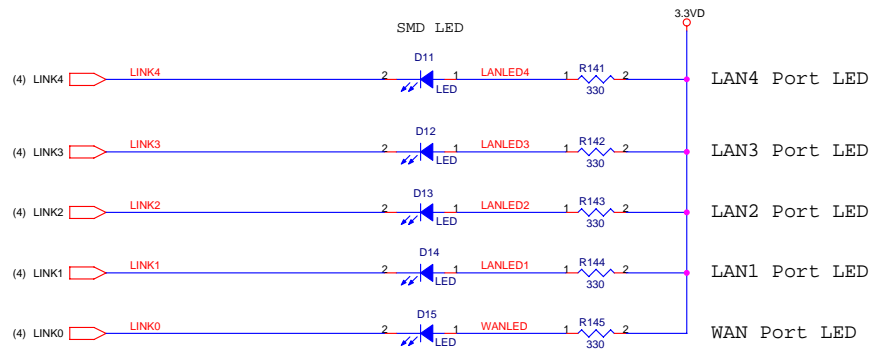 3.3VD
SMD LED
(4) LINK4 LINK4 2 D11 1 LED LANLED4 1 R141 2 330 LAN4 Port LED
(4) LINK3 LINK3 2 D12 1 LED LANLED3 1 R142 2 330 LAN3 Port LED
(4) LINK2 LINK2 2 D13 1 LED LANLED2 1 R143 2 330 LAN2 Port LED
(4) LINK1 LINK1 2 D14 1 LED LANLED1 1 R144 2 330 LAN1 Port LED
(4) LINK0 LINK0 2 D15 1 LED WANLED 1 R145 2 330 WAN Port LED